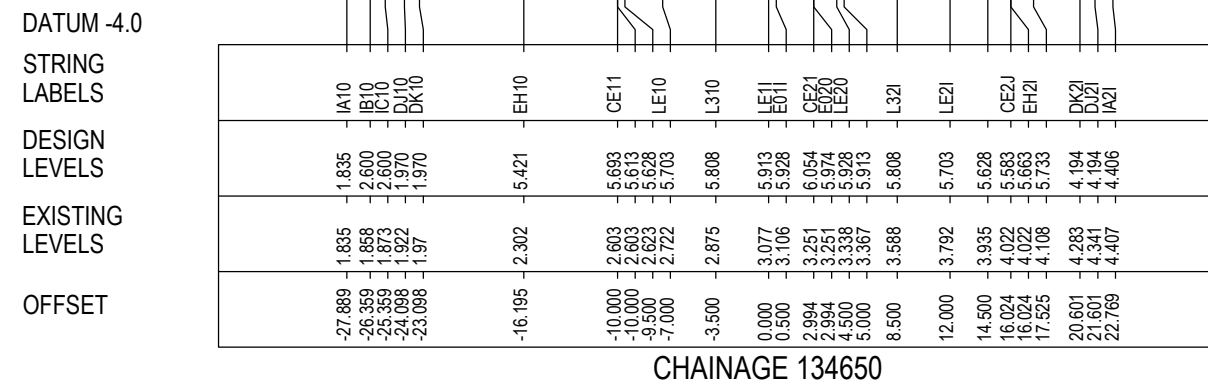 DATUM -4.0
STRING
LABELS
IA10 IB10 IC10 DJ10 DK10 EH10 CE11 LE10 L310 LE1I E01I CE2I E020 LE20 L32I LE2I CE2J EH2I DK2I DJ2I IA2I
DESIGN
LEVELS
1.835 2.600 2.600 1.970 1.970 5.421 5.693 5.613 5.628 5.703 5.808 5.913 5.928 6.054 5.974 5.928 5.913 5.808 5.703 5.628 5.583 5.663 5.733 4.194 4.194 4.406
EXISTING
LEVELS
1.835 1.858 1.873 1.922 1.97 2.302 2.603 2.603 2.623 2.722 2.875 3.077 3.106 3.251 3.251 3.338 3.367 3.588 3.792 3.935 4.022 4.022 4.108 4.283 4.341 4.407
OFFSET
-27.889 -26.359 -25.359 -24.098 -23.098 -16.195 -10.000 -10.000 -9.500 -7.000 -3.500 0.000 0.500 2.994 2.994 4.500 5.000 8.500 12.000 14.500 16.024 16.024 17.525 20.601 21.601 22.769
CHAINAGE 134650